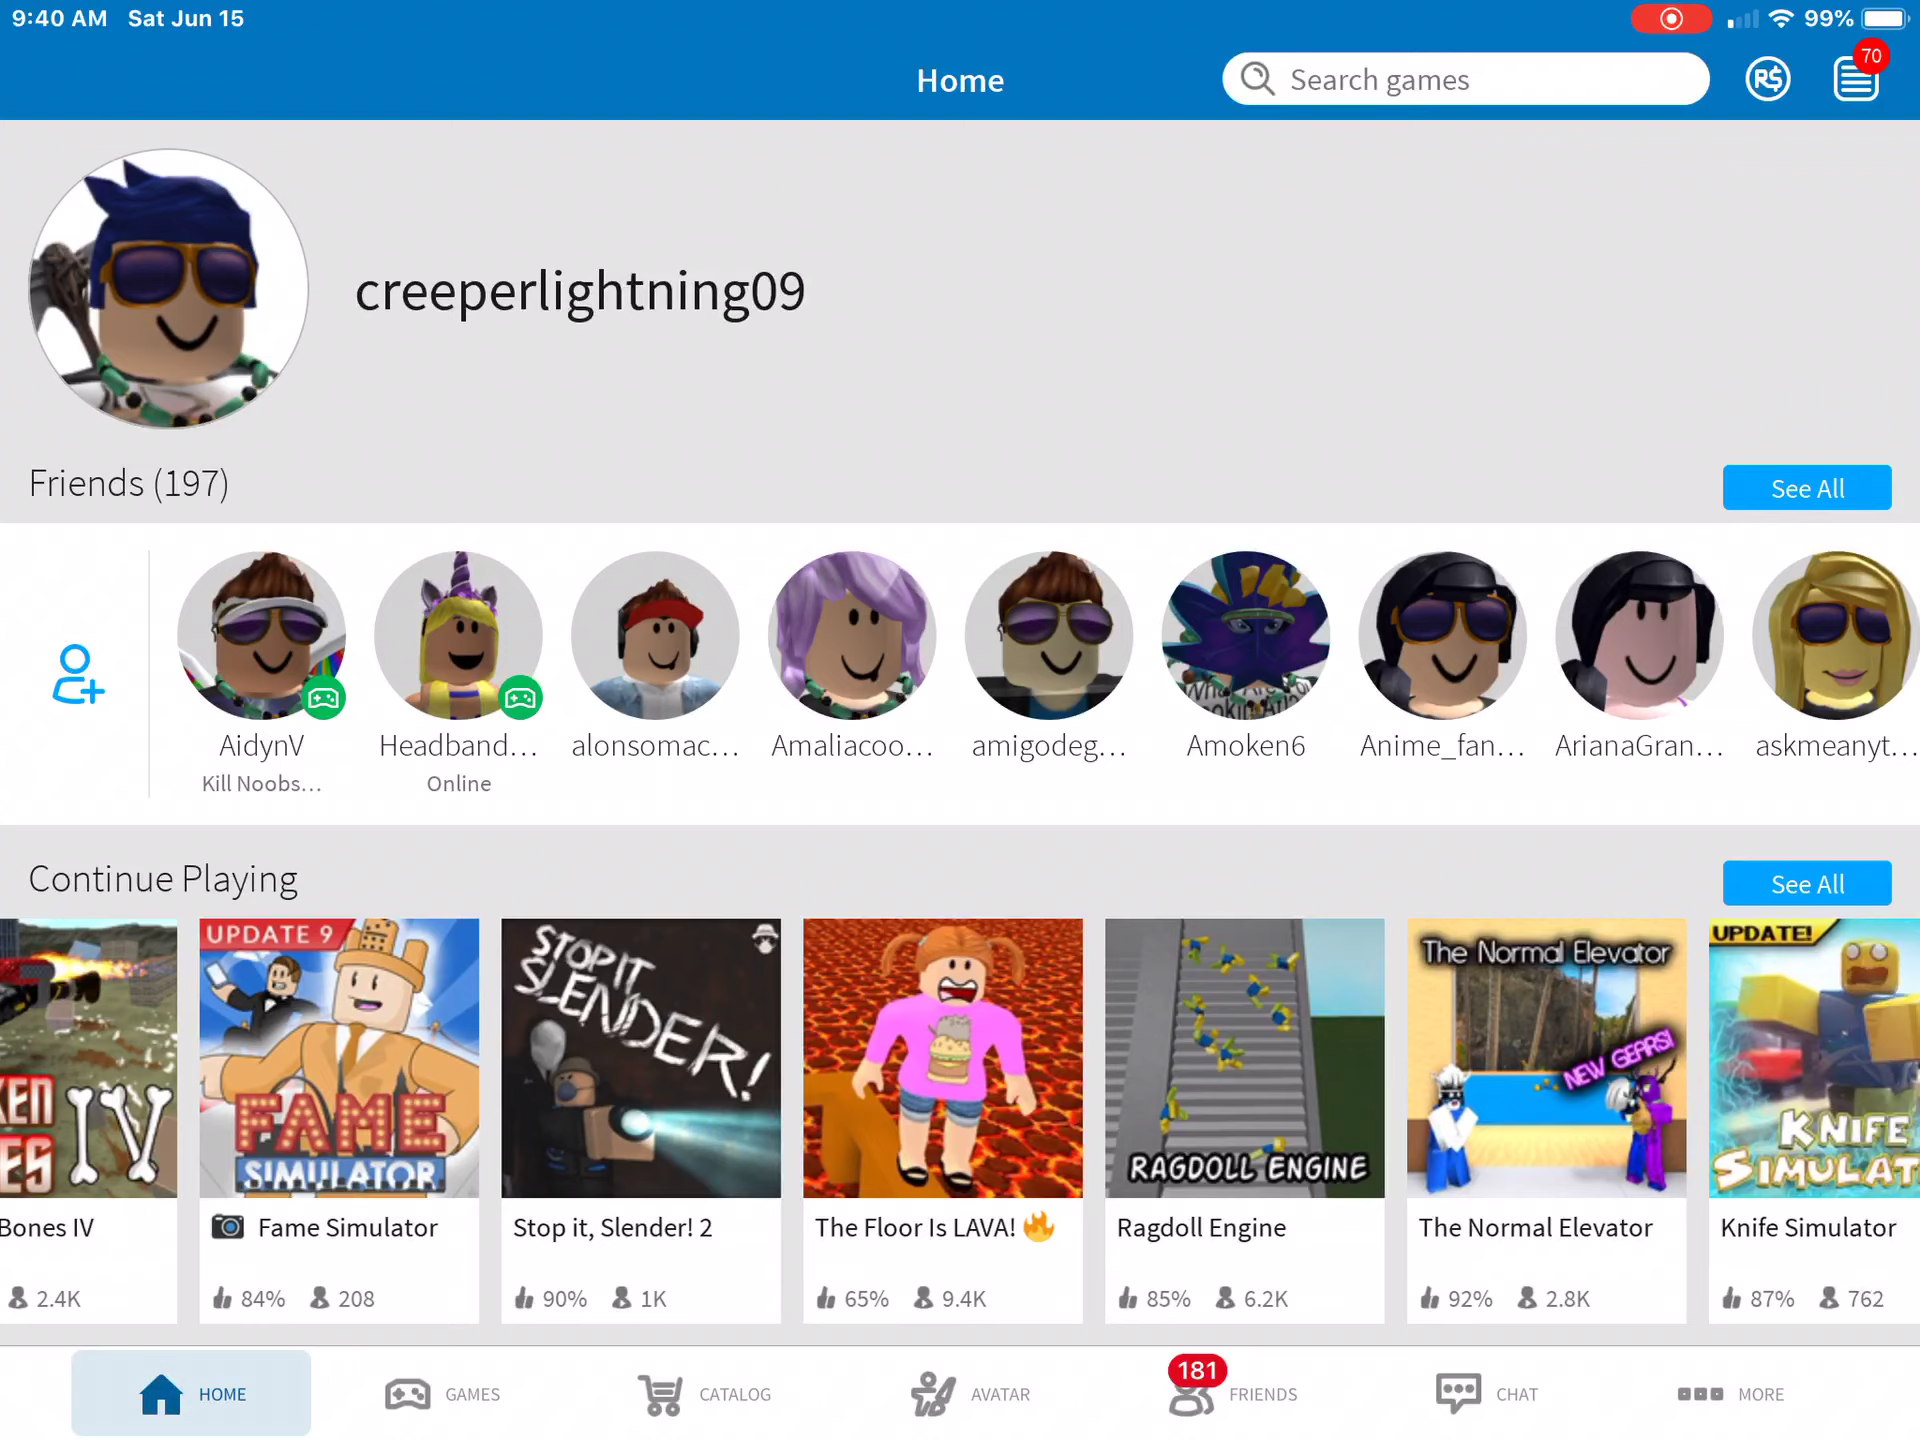 9:40 AM Sat Jun 15
99%
Home
Search games
R$
70
creeperlightning09
Friends (197)
See All
AidynV
Headband...
alonsomac...
Amaliacoo...
amigodeg...
Amoken6
Anime_fan...
ArianaGran...
askmeanyt...
Kill Noobs...
Online
Continue Playing
See All
IV
UPDATE 9
FAME
SIMULATOR
STOP IT
SLENDER!
RAGDOLL ENGINE
The Normal Elevator
NEW GEARS!
UPDATE!
KNIFE
Bones IV
Fame Simulator
Stop it, Slender! 2
The Floor Is LAVA! 🔥
Ragdoll Engine
The Normal Elevator
Knife Simulator
2.4K
84% 208
90% 1K
65% 9.4K
85% 6.2K
92% 2.8K
87% 762
HOME
GAMES
CATALOG
AVATAR
181
FRIENDS
CHAT
MORE